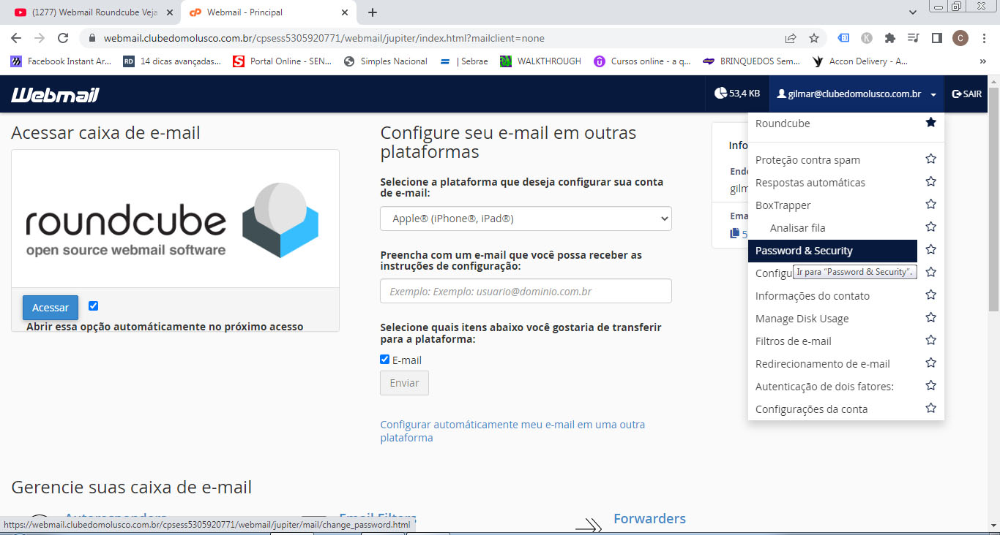 (1277) Webmail Roundcube Veja
Webmail - Principal
webmail.clubedomolusco.com.br/cpsess5305920771/webmail/jupiter/index.html?mailclient=none
K
C
Facebook Instant Ar...
RD
14 dicas avançadas...
S
Portal Online - SEN...
Simples Nacional
| Sebrae
WALKTHROUGH
Cursos online - a q...
BRINQUEDOS Sem...
Accon Delivery - A...
»
Webmail
53,4 KB
gilmar@clubedomolusco.com.br
SAIR
Acessar caixa de e-mail
roundcube
open source webmail software
Acessar
Abrir essa opção automáticamente no próximo acesso
Configure seu e-mail em outras
plataformas
Selecione a plataforma que deseja configurar sua conta
de e-mail:
Apple® (iPhone®, iPad®)
Preencha com um e-mail que você possa receber as
instruções de configuração:
Exemplo: Exemplo: usuario@dominio.com.br
Selecione quais itens abaixo você gostaria de transferir
para a plataforma:
E-mail
Enviar
Configurar automáticamente meu e-mail em uma outra
plataforma
Info
Ende
gilm
Ema
5
Roundcube
Proteção contra spam
Respostas automáticas
BoxTrapper
Analisar fila
Password & Security
Configu
Ir para “Password & Security”.
Informações do contato
Manage Disk Usage
Filtros de e-mail
Redirecionamento de e-mail
Autenticação de dois fatores:
Configurações da conta
Gerencie suas caixa de e-mail
Autoresponders
Email Filters
Forwarders
https://webmail.clubedomolusco.com.br/cpsess5305920771/webmail/jupiter/mail/change_password.html